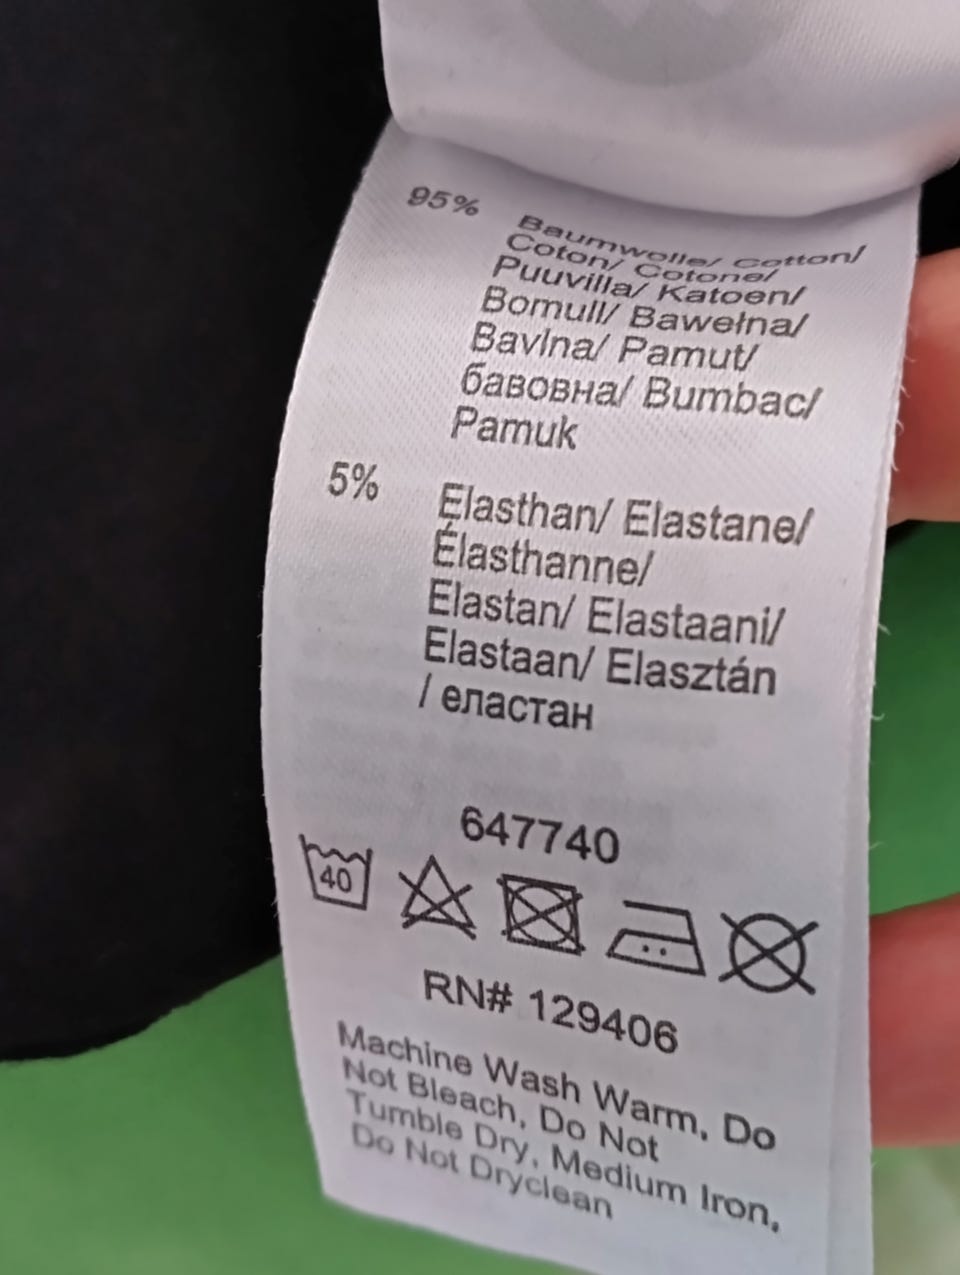 95%
Baumwolle/ Cotton/
Coton/ Cotone/
Puuvilla/ Katoen/
Bomull/ Bawełna/
Bavlna/ Pamut/
бавовна/ Bumbac/
Pamuk
5%
Elasthan/ Elastane/
Élasthanne/
Elastan/ Elastaani/
Elastaan/ Elasztán
/ еластан
647740
40
RN# 129406
Machine Wash Warm, Do
Not Bleach, Do Not
Tumble Dry, Medium Iron,
Do Not Dryclean